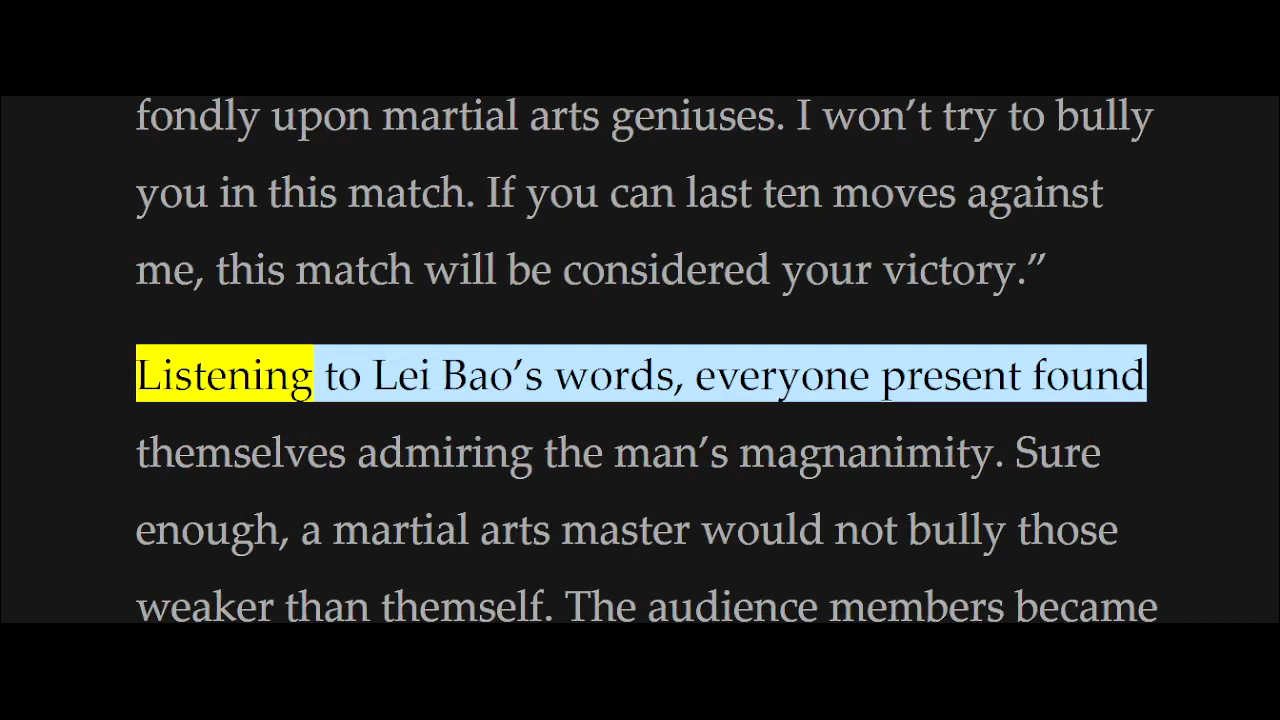 fondly upon martial arts geniuses. I won’t try to bully
you in this match. If you can last ten moves against
me, this match will be considered your victory.”
Listening to Lei Bao’s words, everyone present found
themselves admiring the man’s magnanimity. Sure
enough, a martial arts master would not bully those
weaker than themself. The audience members became